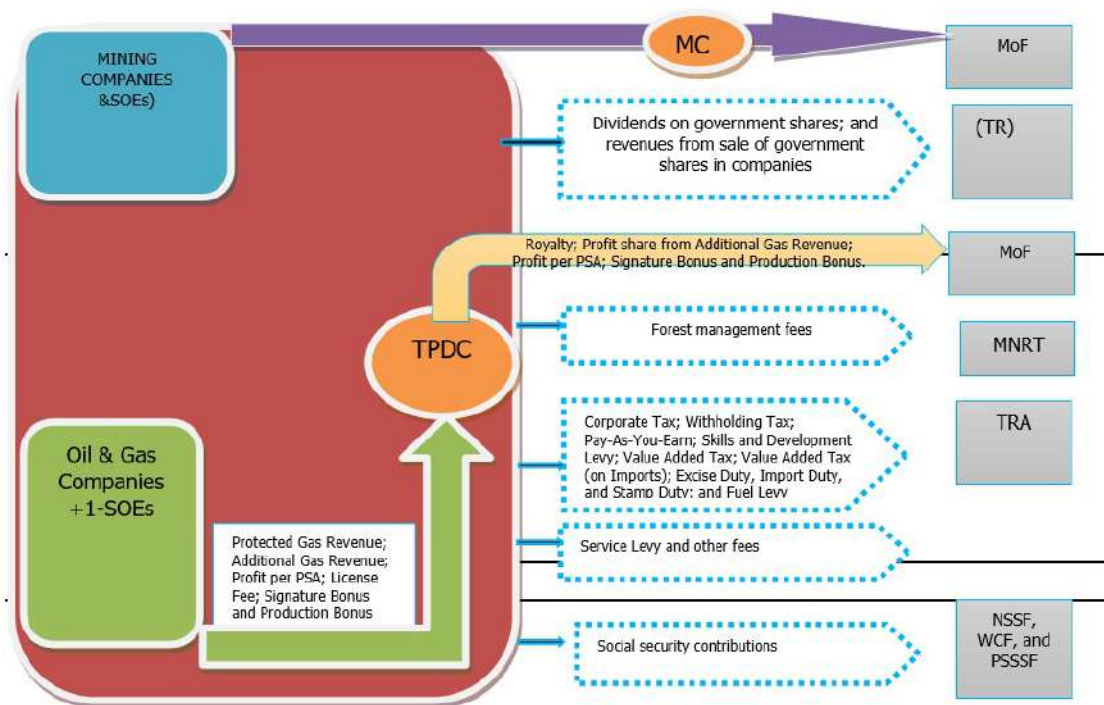 MINING
COMPANIES
&SOEs)
MC
MoF
Dividends on government shares; and
revenues from sale of government
shares in companies
(TR)
Royalty; Profit share from Additional Gas Revenue;
Profit per PSA; Signature Bonus and Production Bonus.
MoF
TPDC
Forest management fees
MNRT
Oil & Gas
Companies
+1-SOEs
Corporate Tax; Withholding Tax;
Pay-As-You-Earn; Skills and Development
Levy; Value Added Tax; Value Added Tax
(on Imports); Excise Duty, Import Duty,
and Stamp Duty; and Fuel Levy
TRA
Protected Gas Revenue;
Additional Gas Revenue;
Profit per PSA; License
Fee; Signature Bonus
and Production Bonus
Service Levy and other fees
Social security contributions
NSSF,
WCF, and
PSSSF